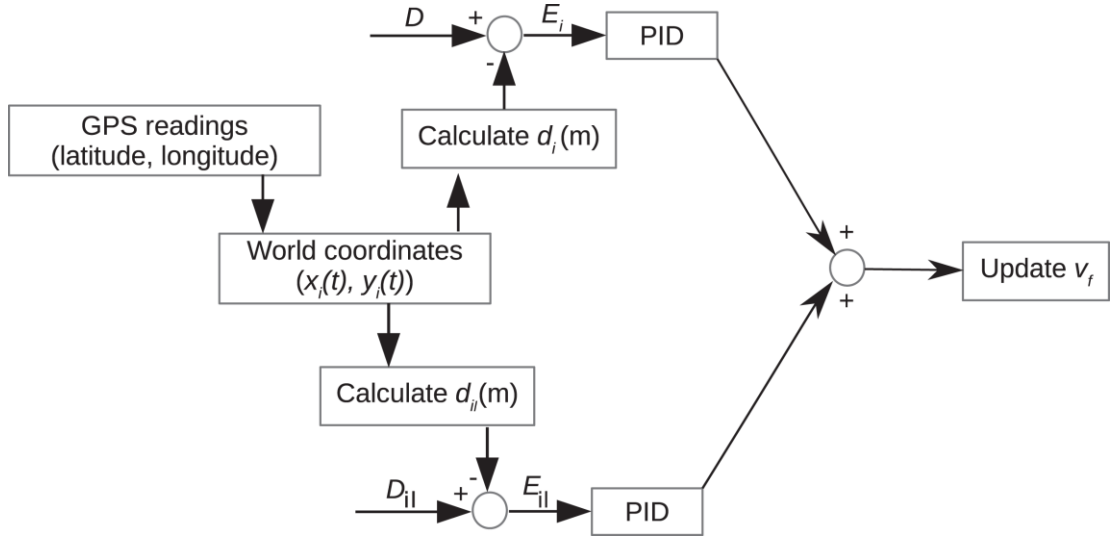 D
+
E_i
PID
-
GPS readings
(latitude, longitude)
Calculate d_i(m)
World coordinates
(x_i(t), y_i(t))
+
Update v_f
+
Calculate d_il(m)
-
D_il
+
E_il
PID